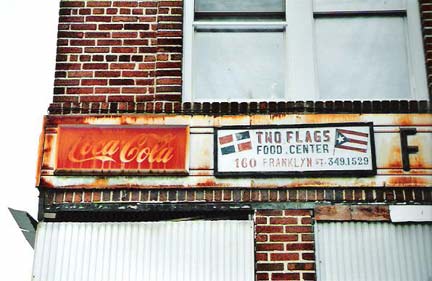 Coca-Cola
TWO FLAGS
FOOD.CENTER
160 FRANKLYN ST. 349.1529
F